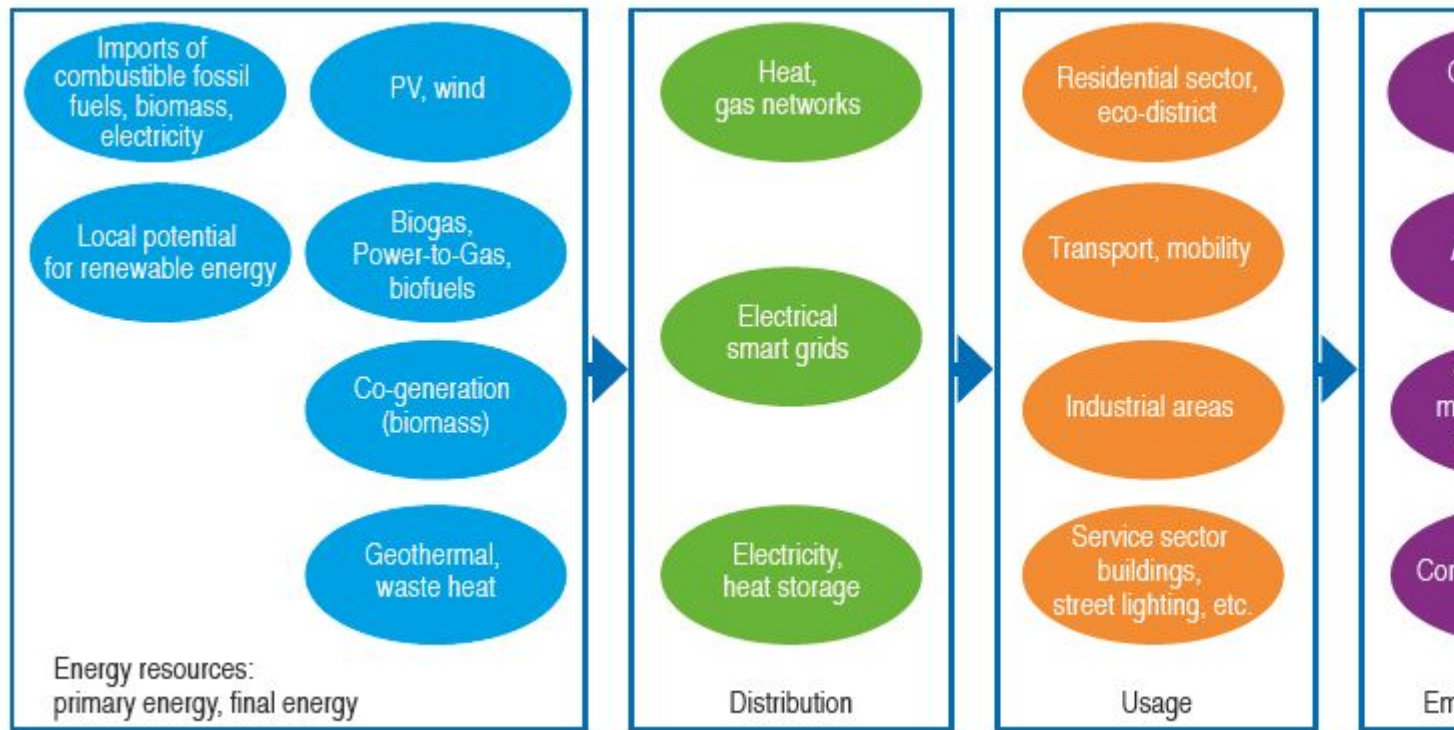 Imports of
combustible fossil
fuels, biomass,
electricity
PV, wind
Local potential
for renewable energy
Biogas,
Power-to-Gas,
biofuels
Co-generation
(biomass)
Geothermal,
waste heat
Energy resources:
primary energy, final energy
Heat,
gas networks
Electrical
smart grids
Electricity,
heat storage
Distribution
Residential sector,
eco-district
Transport, mobility
Industrial areas
Service sector
buildings,
street lighting, etc.
Usage